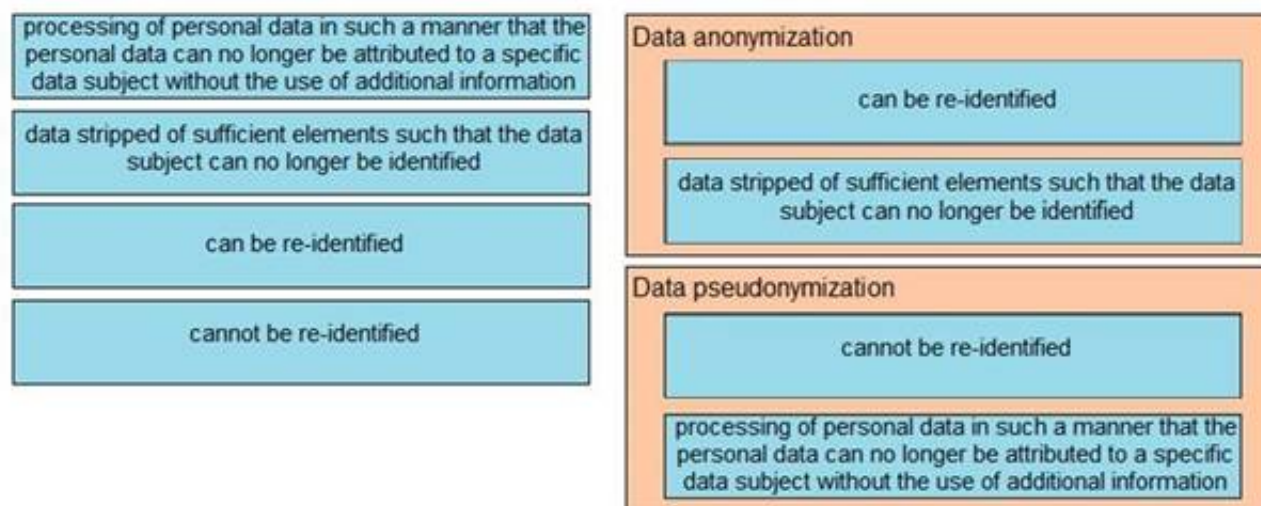 processing of personal data in such a manner that the
personal data can no longer be attributed to a specific
data subject without the use of additional information
data stripped of sufficient elements such that the data
subject can no longer be identified
can be re-identified
cannot be re-identified
Data anonymization
can be re-identified
data stripped of sufficient elements such that the data
subject can no longer be identified
Data pseudonymization
cannot be re-identified
processing of personal data in such a manner that the
personal data can no longer be attributed to a specific
data subject without the use of additional information